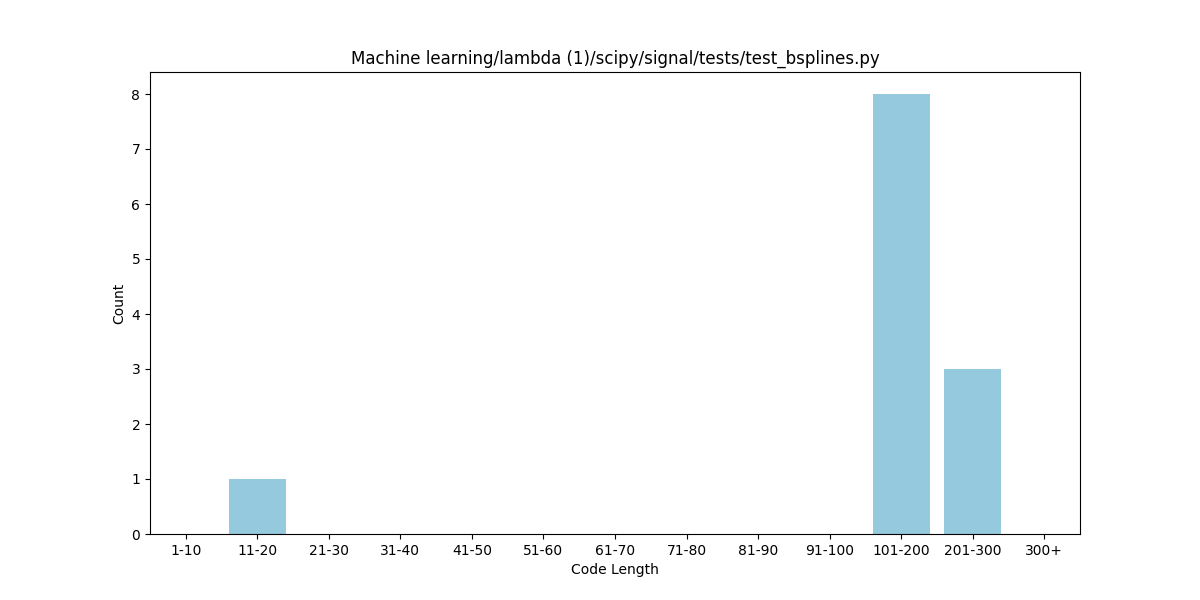 Machine learning/lambda (1)/scipy/signal/tests/test_bsplines.py
8
7
6
5
4
3
2
1
0
Count
1-10 11-20 21-30 31-40 41-50 51-60 61-70 71-80 81-90 91-100 101-200 201-300 300+
Code Length